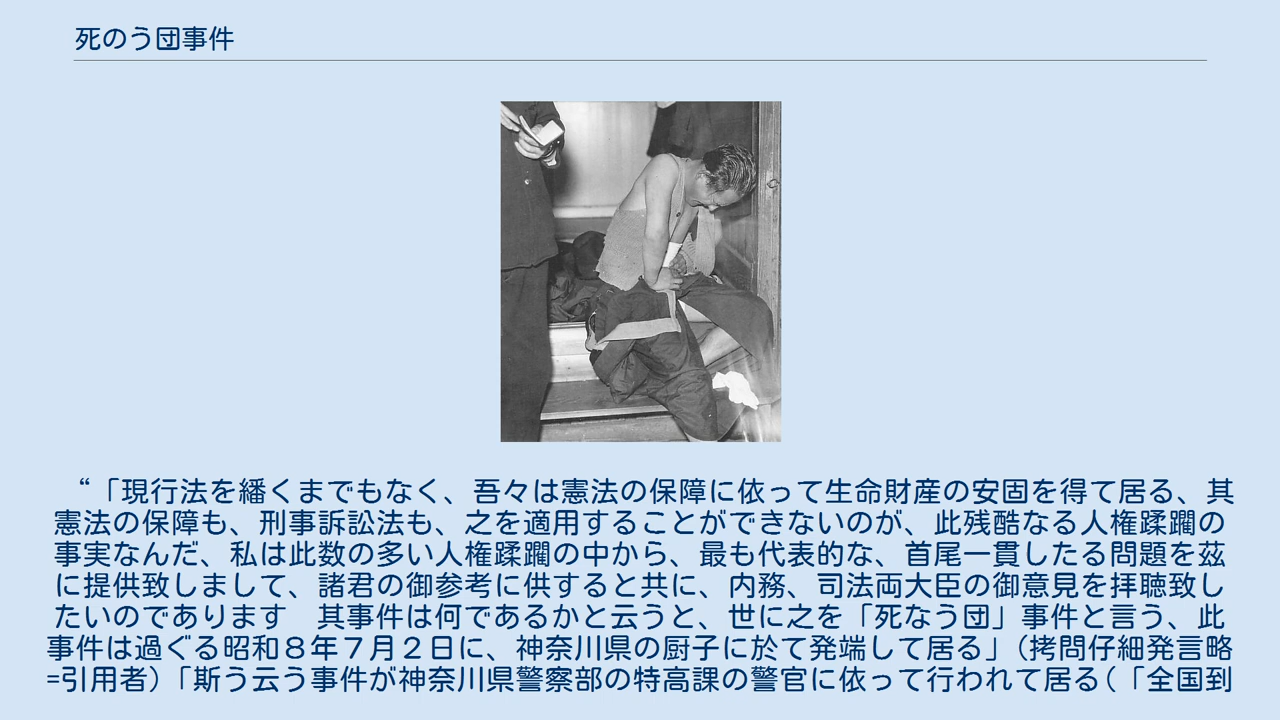 死のう団事件
“「現行法を繙くまでもなく、吾々は憲法の保障に依って生命財産の安固を得て居る、其
憲法の保障も、刑事訴訟法も、之を適用することができないのが、此残酷なる人権蹂躙の
事実なんだ、私は此数の多い人権蹂躙の中から、最も代表的な、首尾一貫したる問題を茲
に提供致しまして、諸君の御参考に供すると共に、内務、司法両大臣の御意見を拝聴致し
たいのであります　其事件は何であるかと云うと、世に之を「死なう団」事件と言う、此
事件は過ぐる昭和８年７月２日に、神奈川県の厨子に於て発端して居る」（拷問仔細発言略
=引用者）「斯う云う事件が神奈川県警察部の特高課の警官に依って行われて居る(「全国到